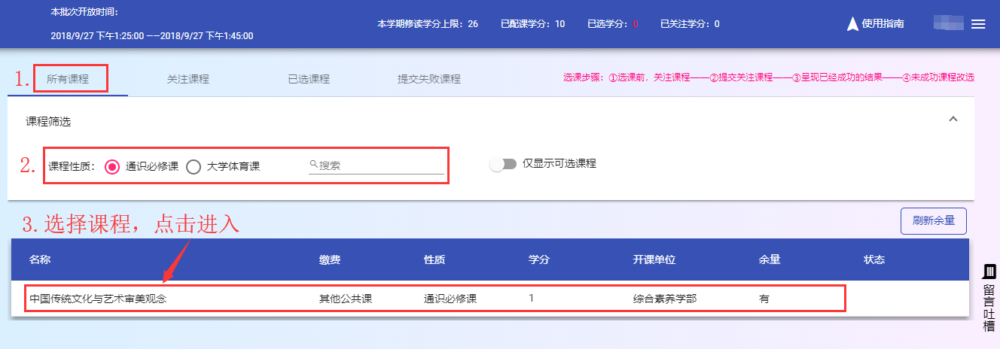 本批次开放时间：
2018/9/27 下午1:25:00 ——2018/9/27 下午1:45:00
本学期修读学分上限：26 已配课学分：10 已选学分：0 已关注学分：0
使用指南
1. 所有课程 关注课程 已选课程 提交失败课程
选课步骤：①选课前，关注课程——②提交关注课程——③呈现已经成功的结果——④未成功课程改选
课程筛选
2. 课程性质： 通识必修课 大学体育课 搜索 仅显示可选课程
3.选择课程，点击进入
刷新余量
名称 缴费 性质 学分 开课单位 余量 状态
中国传统文化与艺术审美观念 其他公共课 通识必修课 1 综合素养学部 有
留言吐槽